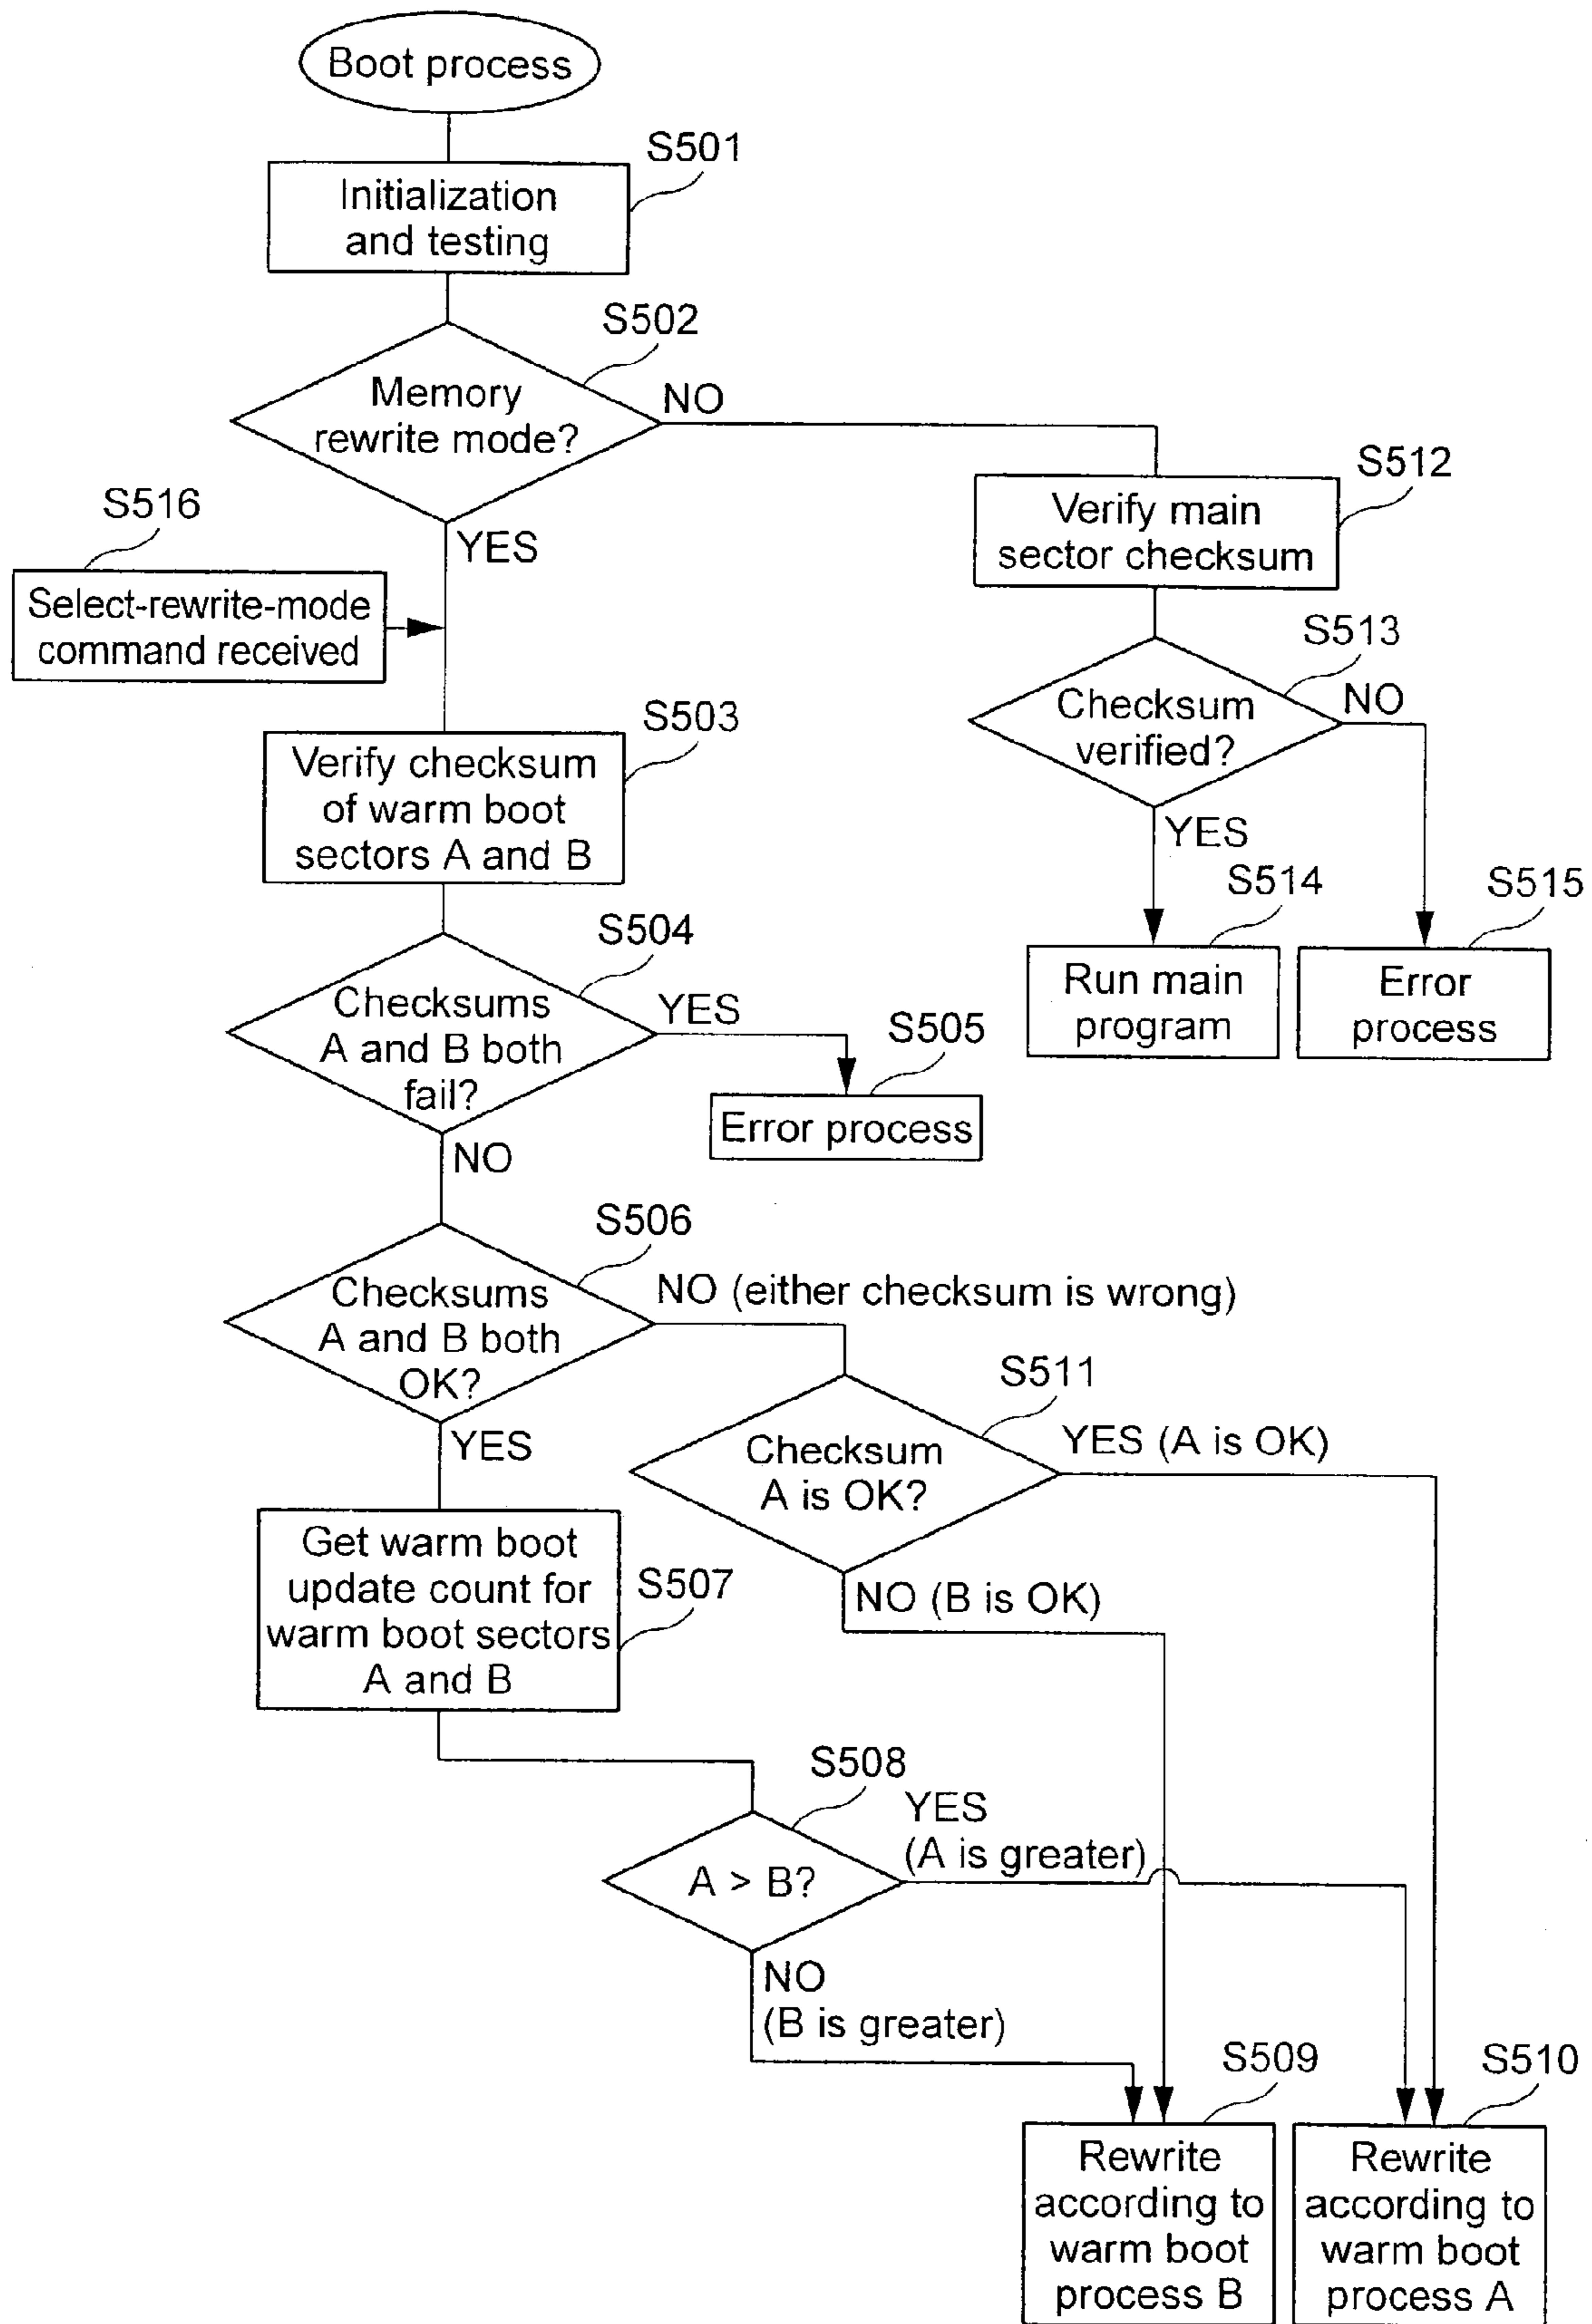 Boot process
S501
Initialization
and testing
S502
Memory
rewrite mode?
NO
YES
S516
Select-rewrite-mode
command received
S512
Verify main
sector checksum
S513
Checksum
verified?
NO
YES
S514
Run main
program
S515
Error
process
S503
Verify checksum
of warm boot
sectors A and B
S504
Checksums
A and B both
fail?
YES
S505
Error process
NO
S506
Checksums
A and B both
OK?
NO (either checksum is wrong)
YES
S511
Checksum
A is OK?
YES (A is OK)
NO (B is OK)
Get warm boot
update count for
warm boot sectors
A and B
S507
S508
A > B?
YES
(A is greater)
NO
(B is greater)
S509
Rewrite
according to
warm boot
process B
S510
Rewrite
according to
warm boot
process A